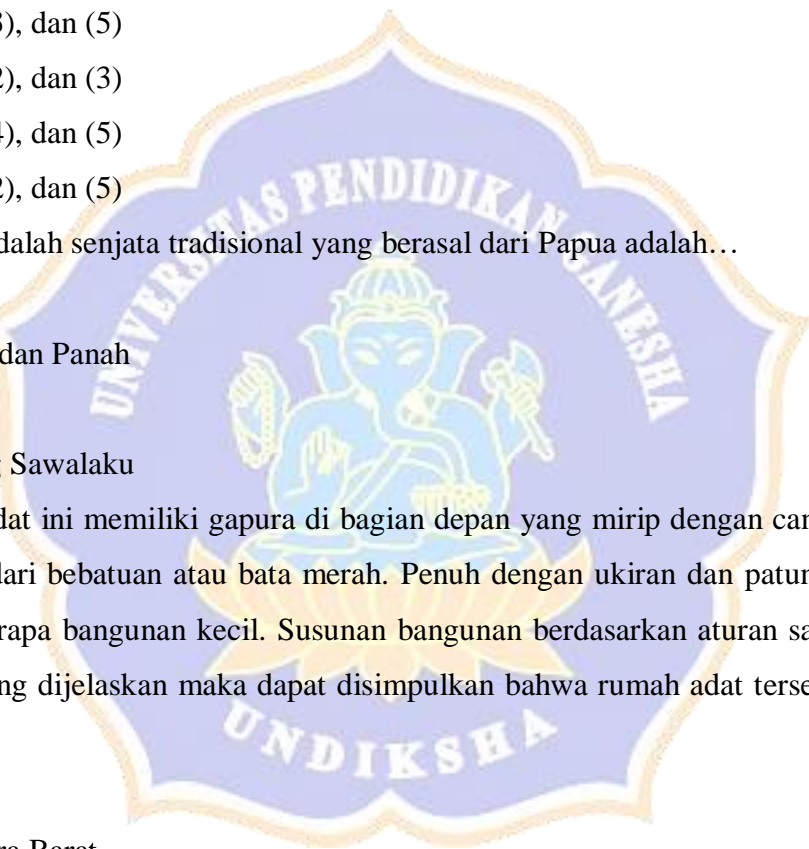 3), dan (5)
2), dan (3)
4), dan (5)
2), dan (5)
dalah senjata tradisional yang berasal dari Papua adalah…
dan Panah
g Sawalaku
dat ini memiliki gapura di bagian depan yang mirip dengan can
dari bebatuan atau bata merah. Penuh dengan ukiran dan patun
rapa bangunan kecil. Susunan bangunan berdasarkan aturan sa
ng dijelaskan maka dapat disimpulkan bahwa rumah adat terse
ra Barat
UNIVERSITAS PENDIDIKAN GANESHA
UNDIKSHA